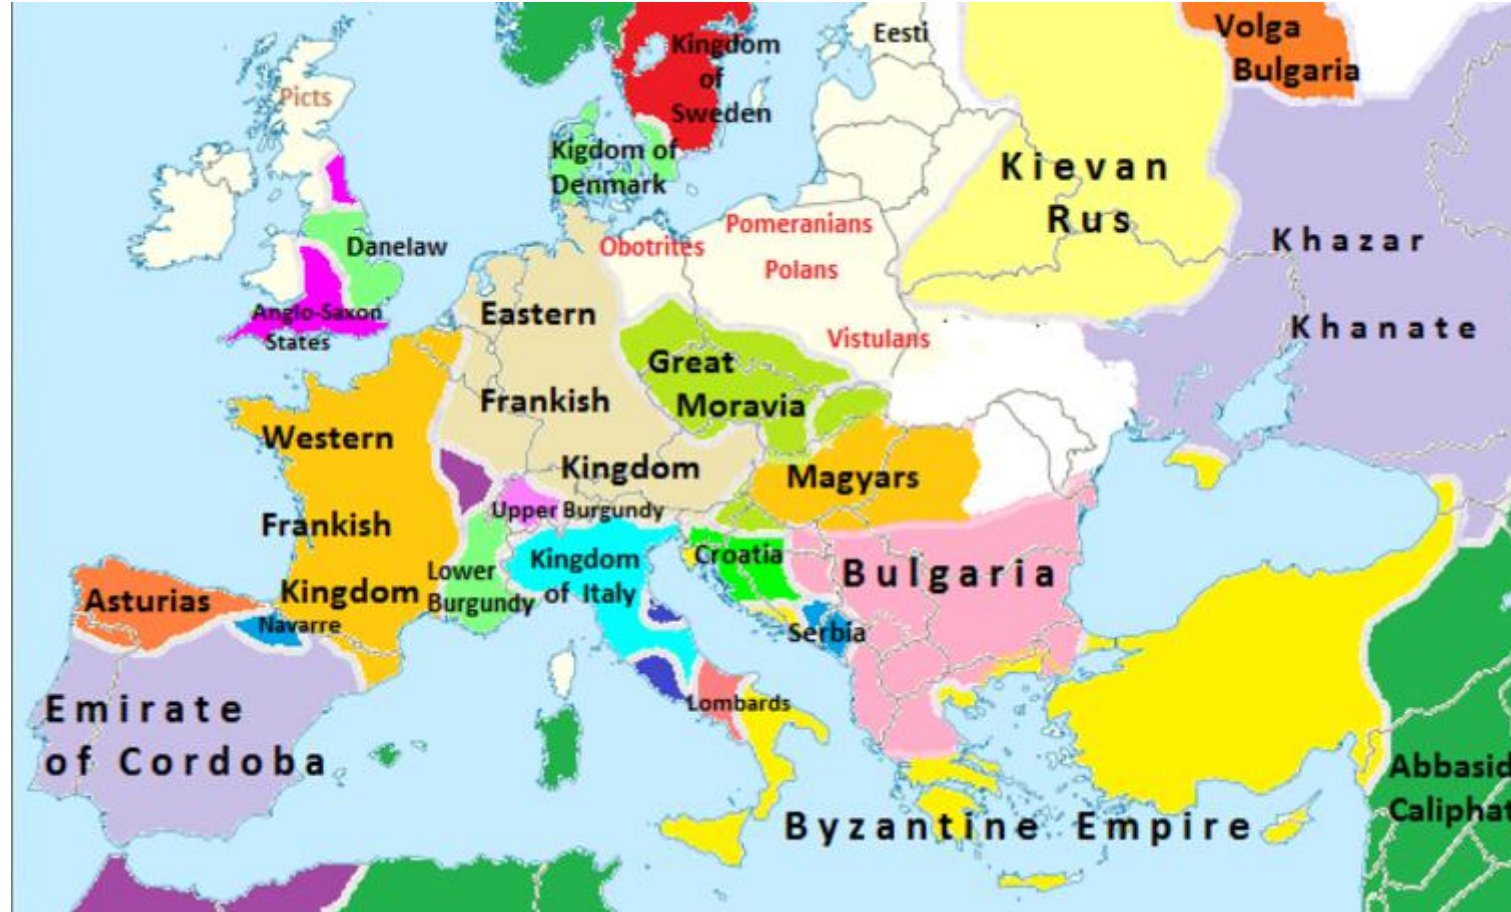 Volga
Bulgaria
Eesti
Kingdom
of
Sweden
Picts
Kigdom of
Denmark
Kievan
Rus
Danelaw
Obotrites
Pomeranians
Polans
Khazar
Khanate
Anglo-Saxon
States
Eastern
Frankish
Kingdom
Vistulans
Great
Moravia
Western
Frankish
Kingdom
Magyars
Upper Burgundy
Lower
Burgundy
Kingdom
of Italy
Croatia
Bulgaria
Asturias
Navarre
Serbia
Lombards
Emirate
of Cordoba
Byzantine Empire
Abbasid
Caliphat